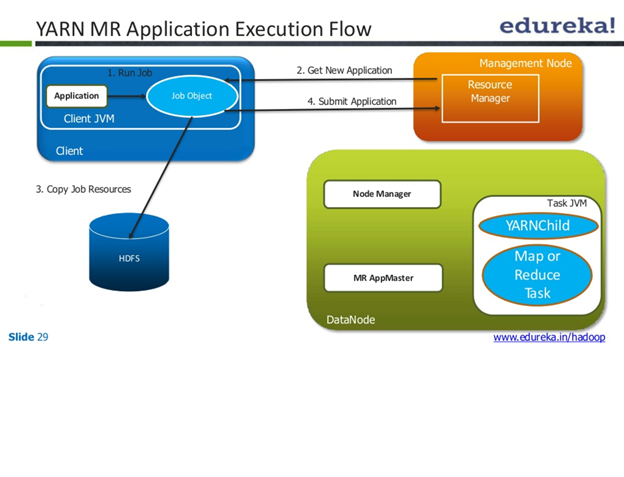 YARN MR Application Execution Flow
edureka!
1. Run Job
Application
Job Object
Client JVM
Client
2. Get New Application
4. Submit Application
Management Node
Resource
Manager
3. Copy Job Resources
HDFS
Node Manager
MR AppMaster
Task JVM
YARNChild
Map or
Reduce
Task
DataNode
Slide 29
www.edureka.in/hadoop